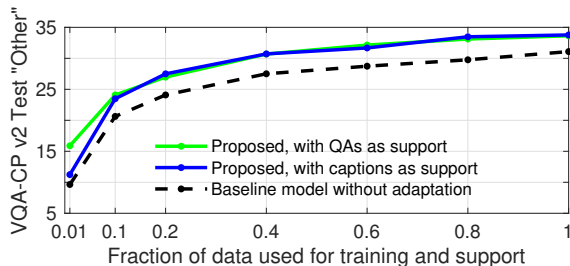 VQA-CP v2 Test "Other"
35
25
15
5
Proposed, with QAs as support
Proposed, with captions as support
Baseline model without adaptation
0.01 0.1 0.2 0.4 0.6 0.8 1
Fraction of data used for training and support